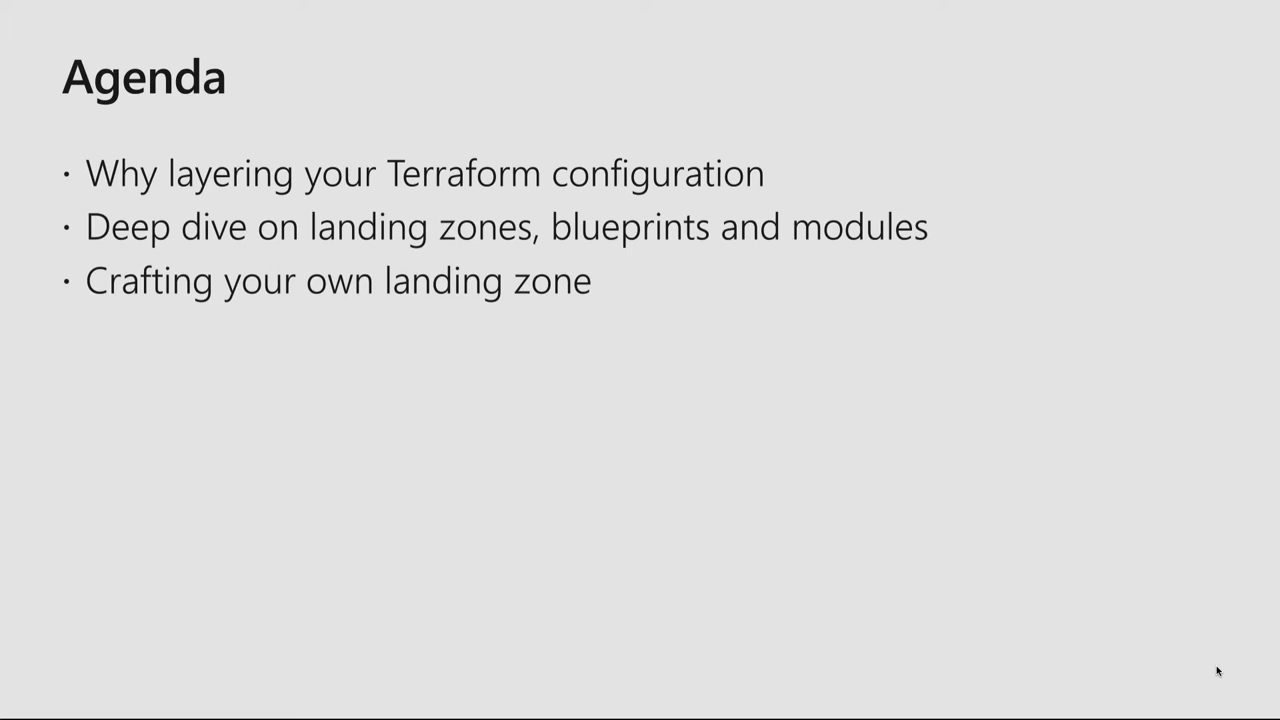 Agenda
· Why layering your Terraform configuration
· Deep dive on landing zones, blueprints and modules
· Crafting your own landing zone